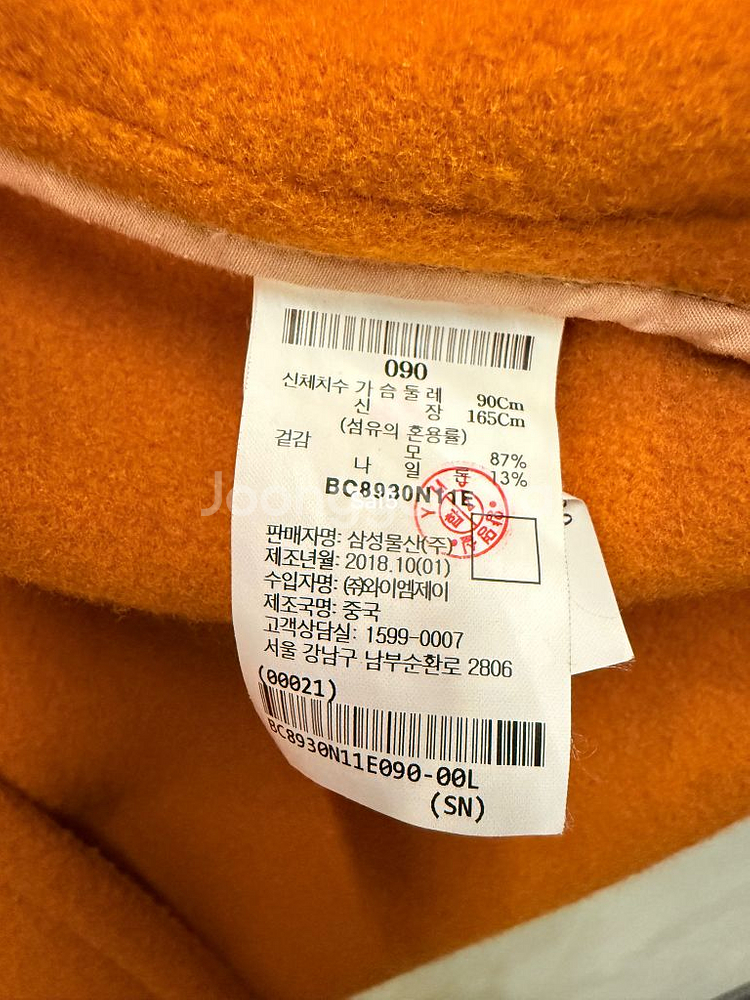 090
신체치수 가슴둘레 90Cm
신 장 165Cm
(섬유의 혼용률)
겉감 모 87%
나일론 13%
BC8930N11E
판매자명: 삼성물산(주)
제조년월: 2018.10(01)
수입자명: ㈜와이엠제이
제조국명: 중국
고객상담실: 1599-0007
서울 강남구 남부순환로 2806
(00021)
BC8930N11E090-00L
(SN)